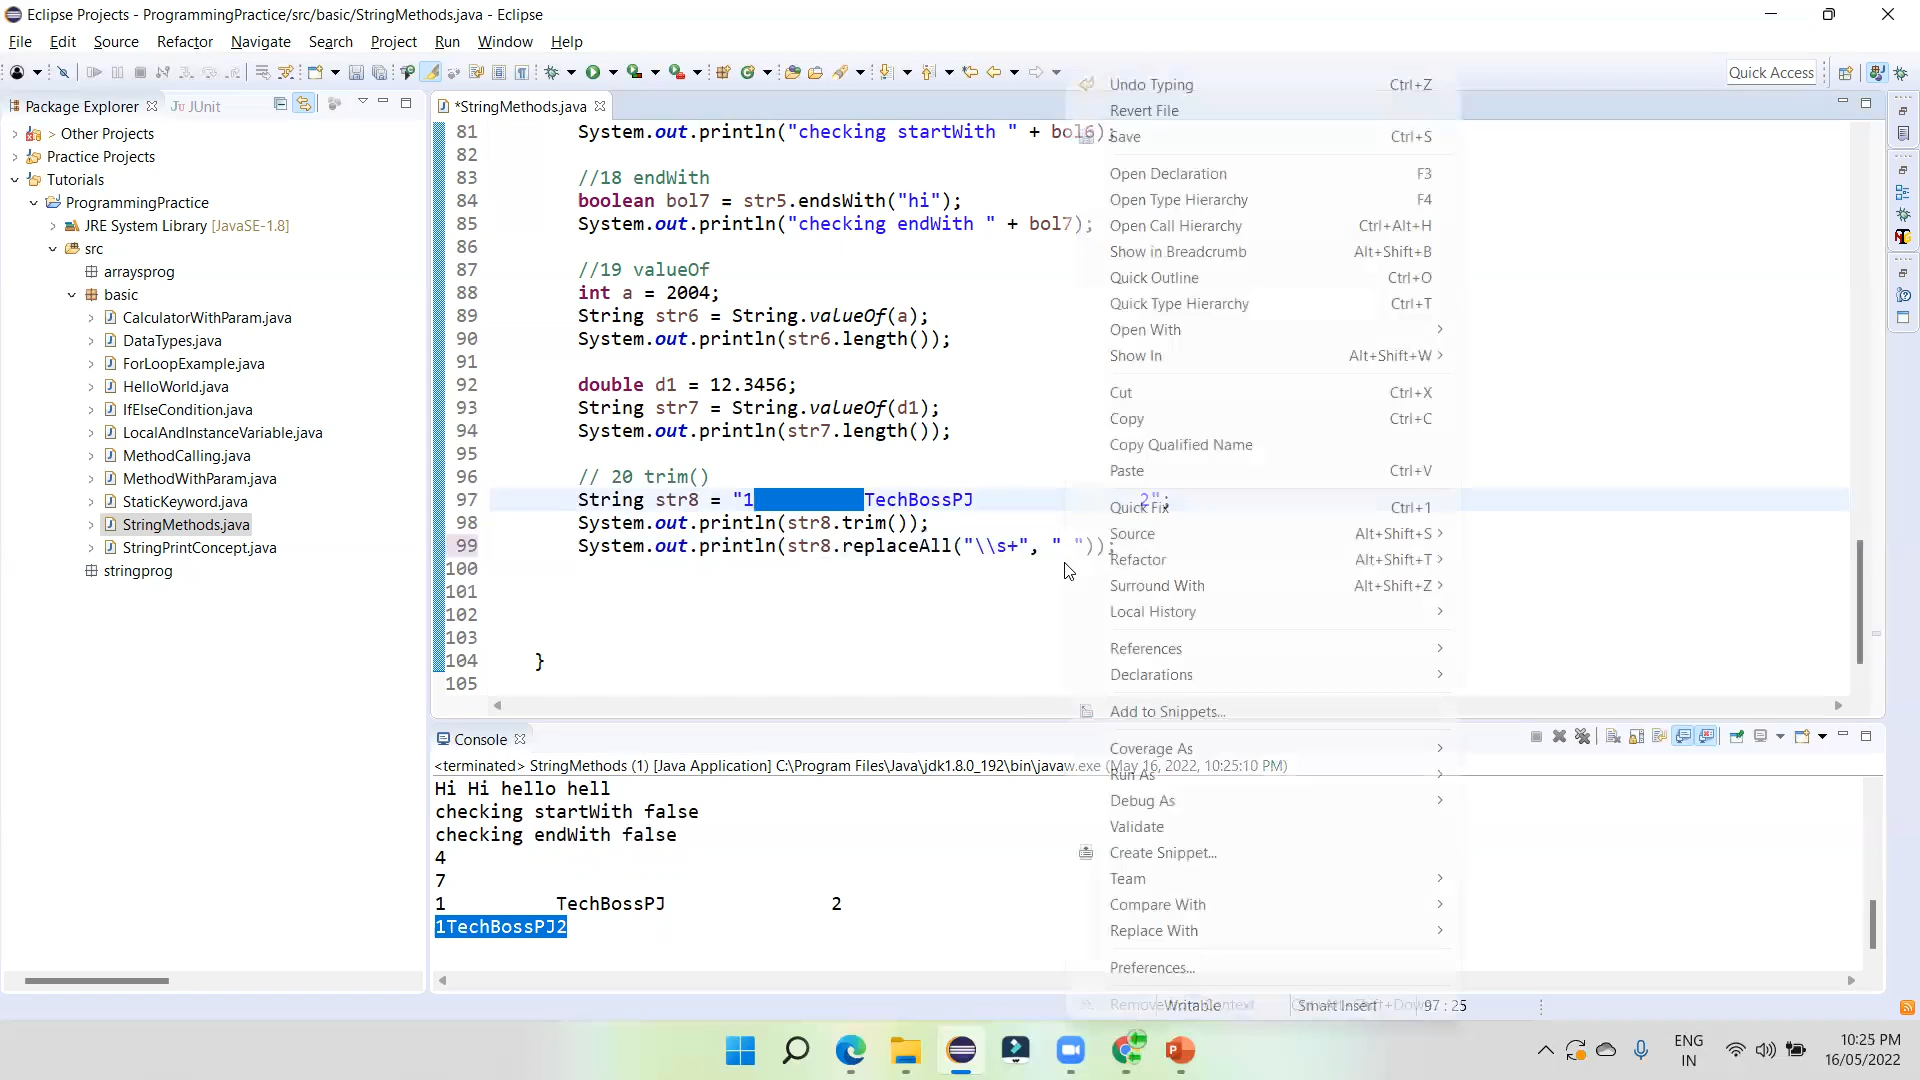 Eclipse Projects - ProgrammingPractice/src/basic/StringMethods.java - Eclipse
File Edit Source Refactor Navigate Search Project Run Window Help
Quick Access
Package Explorer
JUnit
> Other Projects
Practice Projects
Tutorials
ProgrammingPractice
JRE System Library [JavaSE-1.8]
src
arraysprog
basic
CalculatorWithParam.java
DataTypes.java
ForLoopExample.java
HelloWorld.java
IfElseCondition.java
LocalAndInstanceVariable.java
MethodCalling.java
MethodWithParam.java
StaticKeyword.java
StringMethods.java
StringPrintConcept.java
stringprog
*StringMethods.java
81 System.out.println("checking startWith " + bol6);
82
83 //18 endWith
84 boolean bol7 = str5.endsWith("hi");
85 System.out.println("checking endWith " + bol7);
86
87 //19 valueOf
88 int a = 2004;
89 String str6 = String.valueOf(a);
90 System.out.println(str6.length());
91
92 double d1 = 12.3456;
93 String str7 = String.valueOf(d1);
94 System.out.println(str7.length());
95
96 // 20 trim()
97 String str8 = "1          TechBossPJ               2";
98 System.out.println(str8.trim());
99 System.out.println(str8.replaceAll("\\s+", " "));
100
101
102
103
104 }
105
Undo Typing Ctrl+Z
Revert File
Save Ctrl+S
Open Declaration F3
Open Type Hierarchy F4
Open Call Hierarchy Ctrl+Alt+H
Show in Breadcrumb Alt+Shift+B
Quick Outline Ctrl+O
Quick Type Hierarchy Ctrl+T
Open With
Show In Alt+Shift+W
Cut Ctrl+X
Copy Ctrl+C
Copy Qualified Name
Paste Ctrl+V
Quick Fix Ctrl+1
Source Alt+Shift+S
Refactor Alt+Shift+T
Surround With Alt+Shift+Z
Local History
References
Declarations
Add to Snippets...
Coverage As
Run As
Debug As
Validate
Create Snippet...
Team
Compare With
Replace With
Preferences...
Console
<terminated> StringMethods (1) [Java Application] C:\Program Files\Java\jdk1.8.0_192\bin\javaw.exe (May 16, 2022, 10:25:10 PM)
Hi Hi hello hell
checking startWith false
checking endWith false
4
7
1          TechBossPJ               2
1TechBossPJ2
Writable
Smart Insert
97 : 25
ENG
IN
10:25 PM
16/05/2022